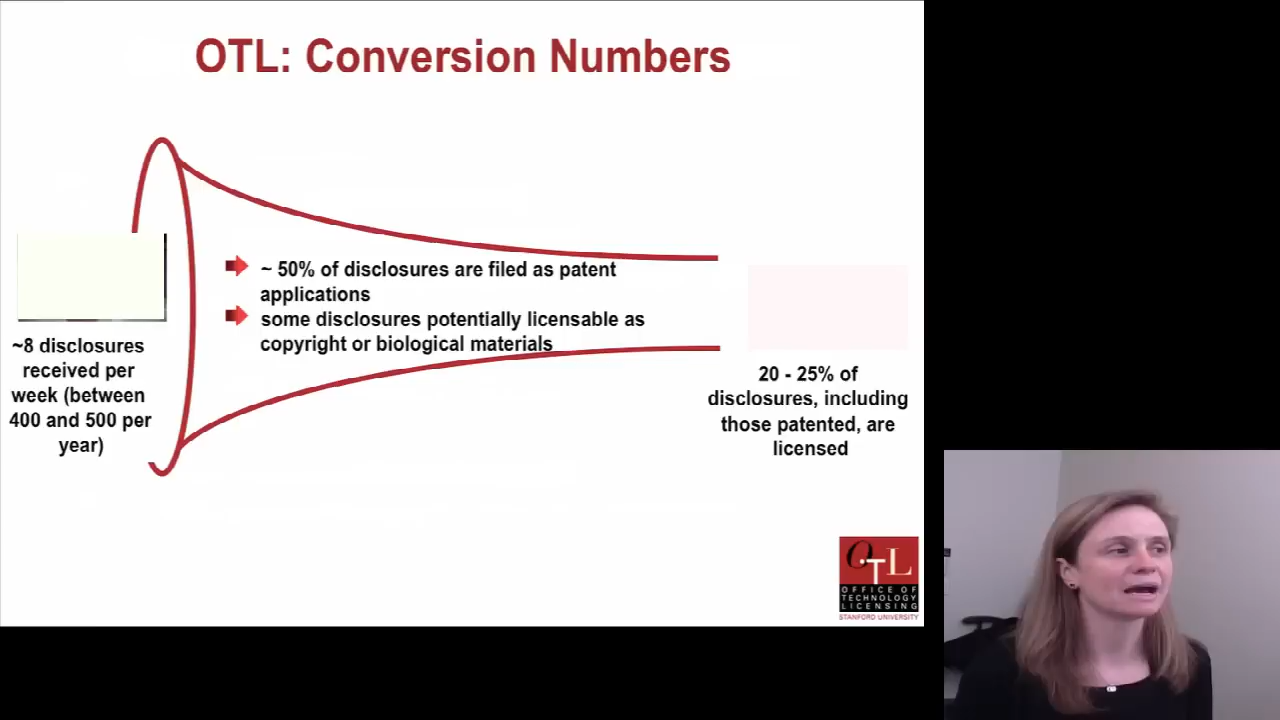 OTL: Conversion Numbers
~ 50% of disclosures are filed as patent
applications
some disclosures potentially licensable as
copyright or biological materials
~8 disclosures
received per
week (between
400 and 500 per
year)
20 - 25% of
disclosures, including
those patented, are
licensed
OTL
OFFICE OF
TECHNOLOGY
LICENSING
STANFORD UNIVERSITY